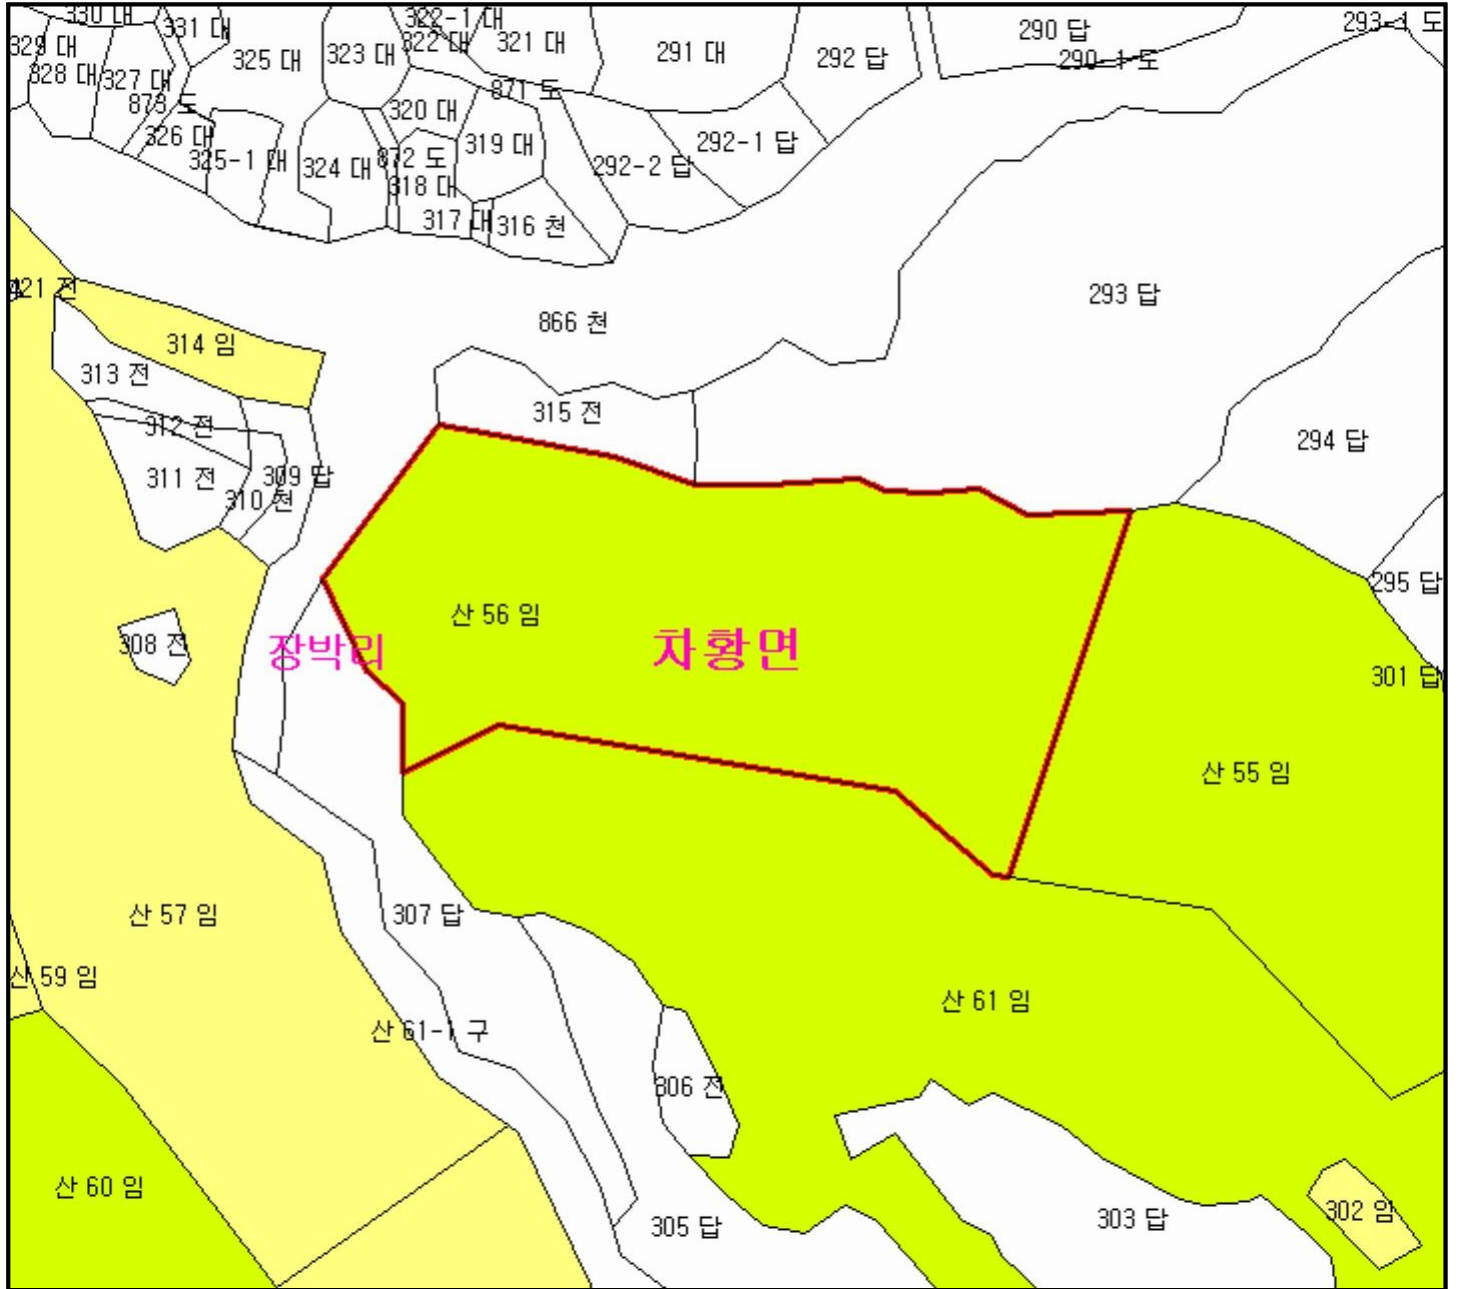 330 대
331 대
322-1 대
293-1 도
329 대
328 대
327 대
325 대
323 대
322 대
321 대
291 대
292 답
290 답
290-1 도
873 도
326 대
325-1 대
324 대
320 대
871 도
872 도
319 대
318 대
317 대
316 천
292-2 답
292-1 답
421 전
314 임
866 천
293 답
313 전
312 전
315 전
311 전
309 답
310 천
294 답
295 답
308 전
장박리
산 56 임
차황면
301 답
산 55 임
산 57 임
307 답
산 59 임
산 61 임
산 61-1 구
306 전
산 60 임
305 답
303 답
302 임